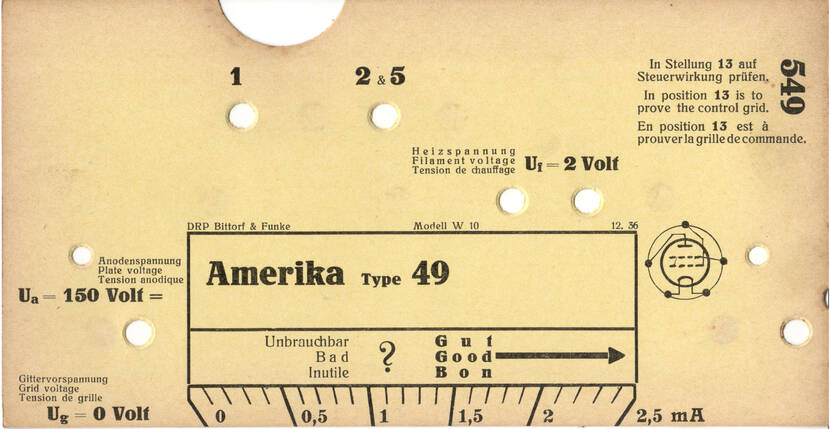 1
2 & 5
In Stellung 13 auf
Steuerwirkung prüfen.
In position 13 is to
prove the control grid.
En position 13 est à
prouver la grille de commande.
549
Heizspannung
Filament voltage
Tension de chauffage
Uf = 2 Volt
DRP Bittorf & Funke
Modell W 10
12. 36
Anodenspannung
Plate voltage
Tension anodique
Ua = 150 Volt =
Amerika Type 49
Unbrauchbar
Bad
Inutile
?
Gut
Good
Bon
Gittervorspannung
Grid voltage
Tension de grille
Ug = 0 Volt
0 0,5 1 1,5 2 2,5 mA